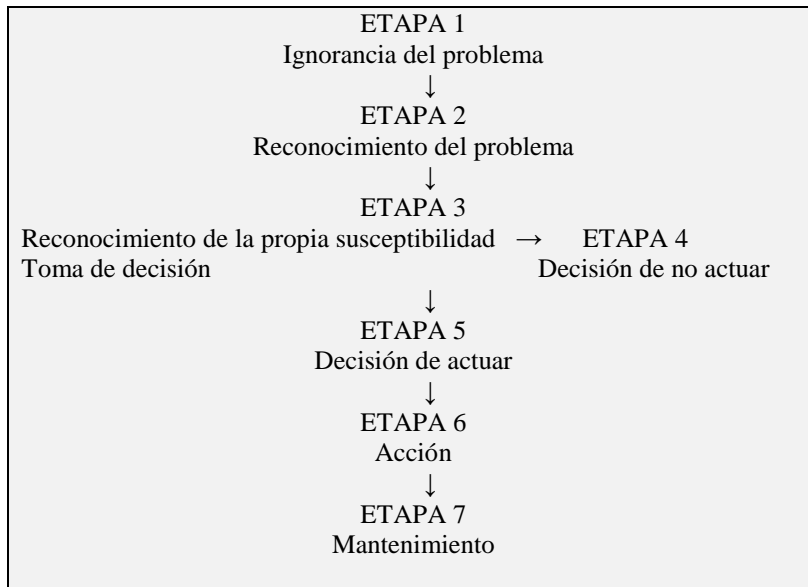 ETAPA 1
Ignorancia del problema
↓
ETAPA 2
Reconocimiento del problema
↓
ETAPA 3
Reconocimiento de la propia susceptibilidad → ETAPA 4
Toma de decisión Decisión de no actuar
↓
ETAPA 5
Decisión de actuar
↓
ETAPA 6
Acción
↓
ETAPA 7
Mantenimiento